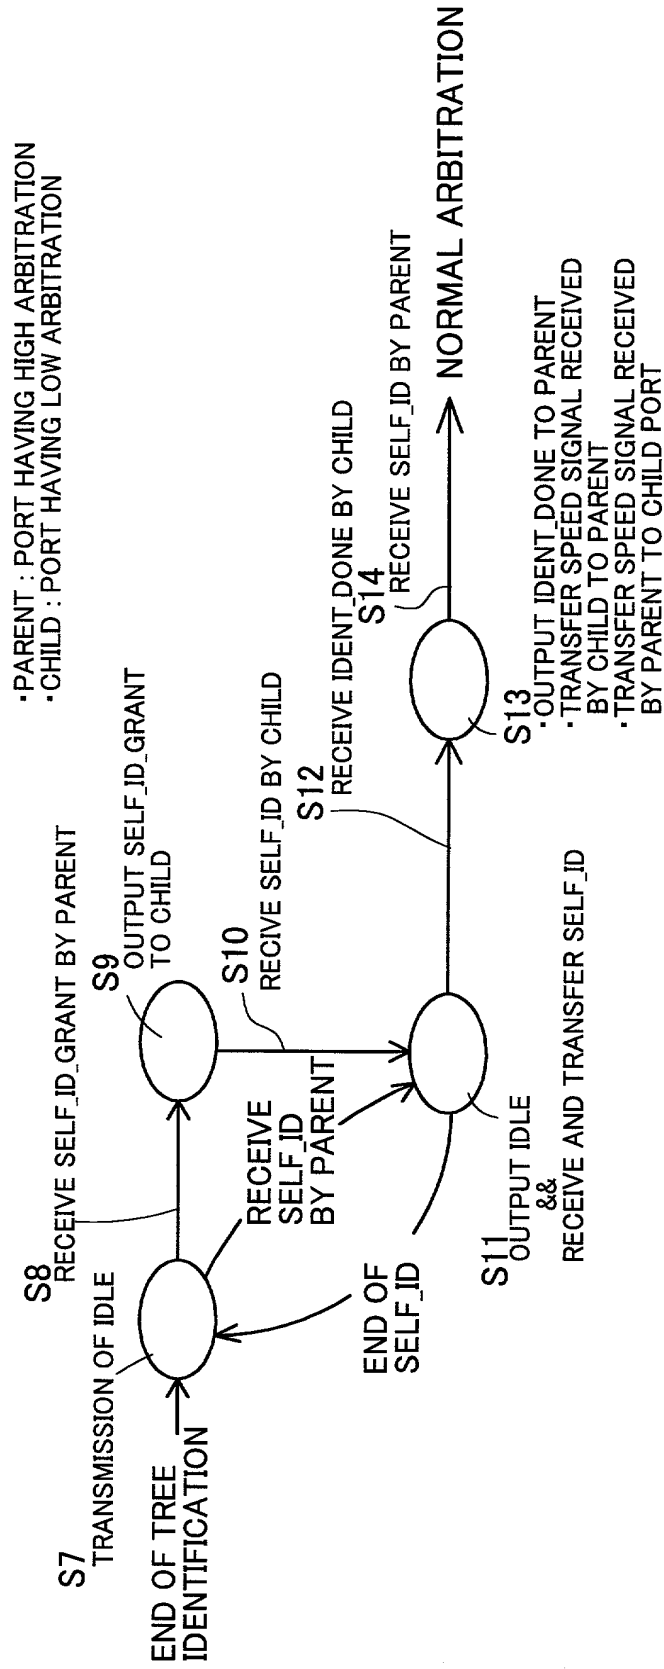 ・PARENT : PORT HAVING HIGH ARBITRATION
・CHILD : PORT HAVING LOW ARBITRATION
S7
TRANSMISSION OF IDLE
END OF TREE
IDENTIFICATION
S8
RECEIVE SELF_ID_GRANT BY PARENT
S9
OUTPUT SELF_ID_GRANT
TO CHILD
S10
RECIVE SELF_ID BY CHILD
RECEIVE
SELF_ID
BY PARENT
END OF
SELF_ID
S11
OUTPUT IDLE
&&
RECEIVE AND TRANSFER SELF_ID
S12
RECEIVE IDENT_DONE BY CHILD
S13
・OUTPUT IDENT_DONE TO PARENT
・TRANSFER SPEED SIGNAL RECEIVED
BY CHILD TO PARENT
・TRANSFER SPEED SIGNAL RECEIVED
BY PARENT TO CHILD PORT
S14
RECEIVE SELF_ID BY PARENT
NORMAL ARBITRATION